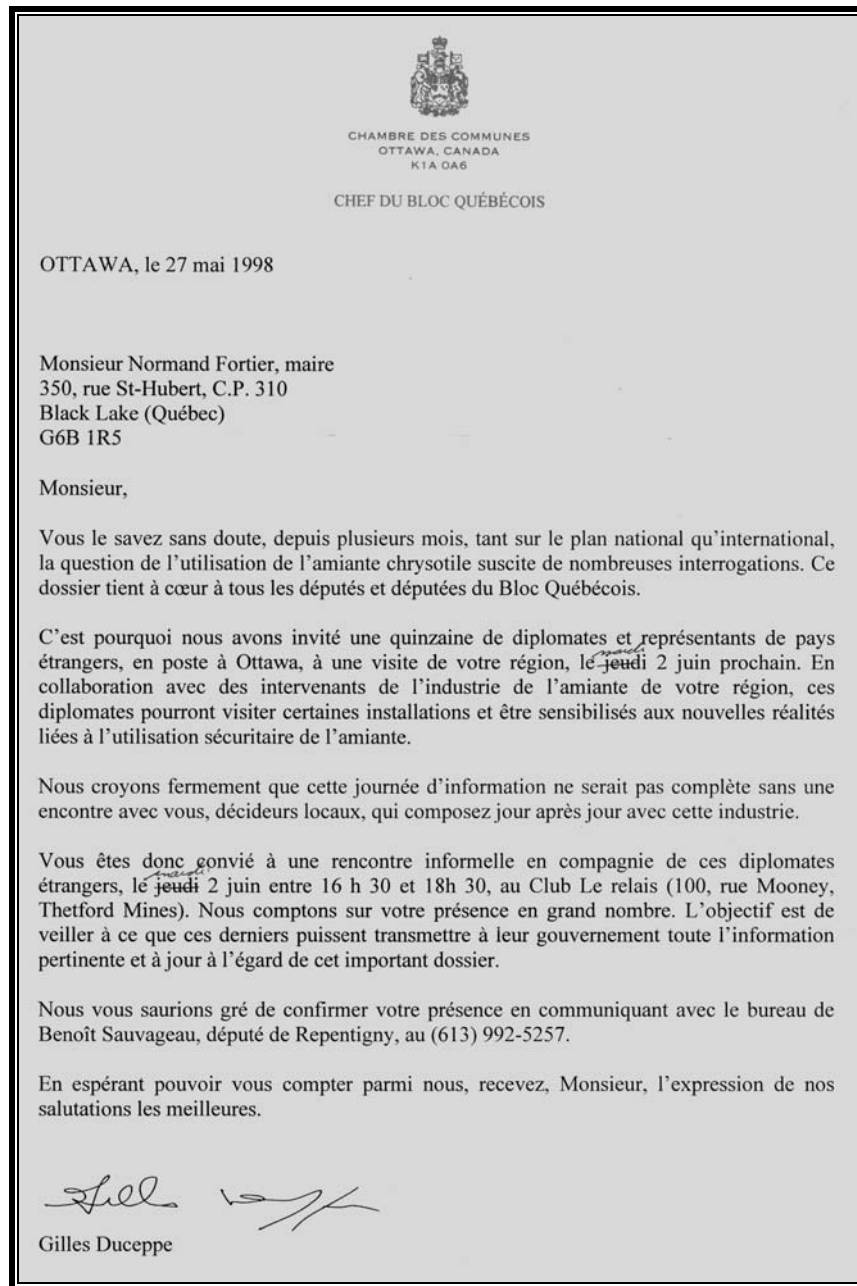 CHAMBRE DES COMMUNES
OTTAWA, CANADA
K1A 0A6
CHEF DU BLOC QUÉBÉCOIS
OTTAWA, le 27 mai 1998
Monsieur Normand Fortier, maire
350, rue St-Hubert, C.P. 310
Black Lake (Québec)
G6B 1R5
Monsieur,
Vous le savez sans doute, depuis plusieurs mois, tant sur le plan national qu'international,
la question de l'utilisation de l'amiante chrysotile suscite de nombreuses interrogations. Ce
dossier tient à cœur à tous les députés et députées du Bloc Québécois.
C'est pourquoi nous avons invité une quinzaine de diplomates et représentants de pays
mardi
étrangers, en poste à Ottawa, à une visite de votre région, le jeudi 2 juin prochain. En
collaboration avec des intervenants de l'industrie de l'amiante de votre région, ces
diplomates pourront visiter certaines installations et être sensibilisés aux nouvelles réalités
liées à l'utilisation sécuritaire de l'amiante.
Nous croyons fermement que cette journée d'information ne serait pas complète sans une
encontre avec vous, décideurs locaux, qui composez jour après jour avec cette industrie.
Vous êtes donc convié à une rencontre informelle en compagnie de ces diplomates
mardi
étrangers, le jeudi 2 juin entre 16 h 30 et 18h 30, au Club Le relais (100, rue Mooney,
Thetford Mines). Nous comptons sur votre présence en grand nombre. L'objectif est de
veiller à ce que ces derniers puissent transmettre à leur gouvernement toute l'information
pertinente et à jour à l'égard de cet important dossier.
Nous vous saurions gré de confirmer votre présence en communiquant avec le bureau de
Benoît Sauvageau, député de Repentigny, au (613) 992-5257.
En espérant pouvoir vous compter parmi nous, recevez, Monsieur, l'expression de nos
salutations les meilleures.
Gilles Duceppe